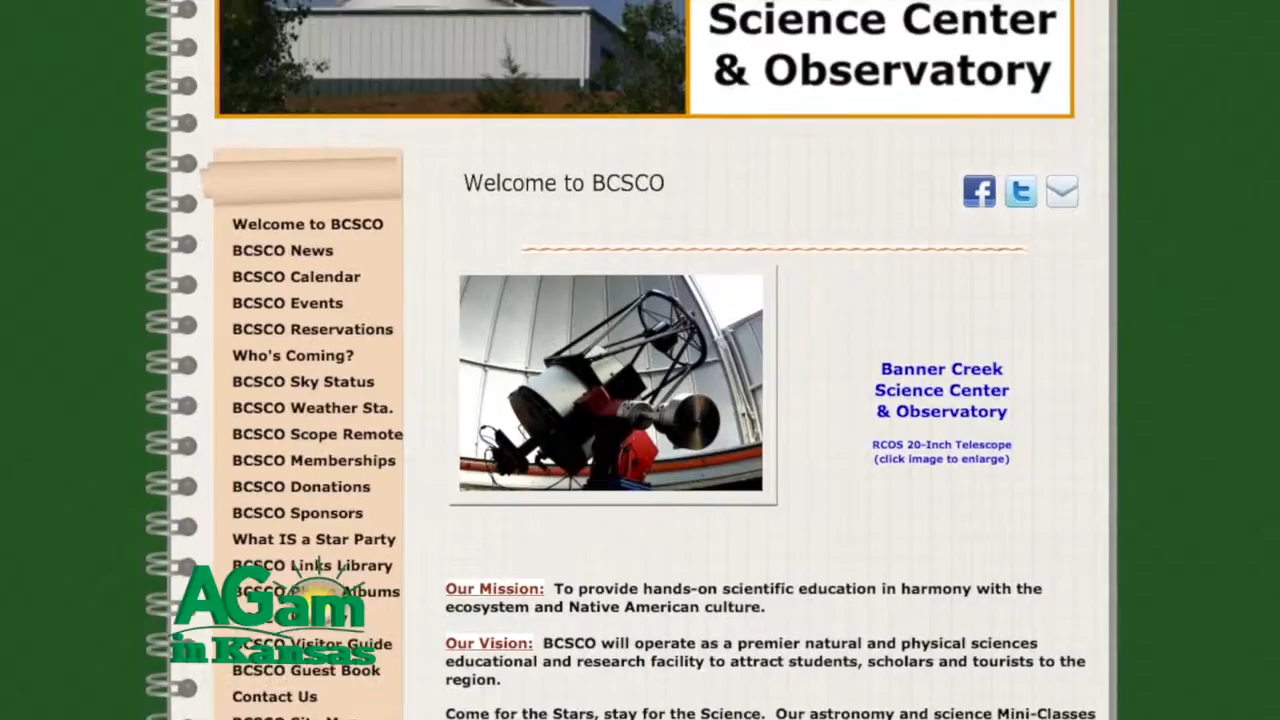 Science Center
& Observatory
Welcome to BCSCO
Welcome to BCSCO
BCSCO News
BCSCO Calendar
BCSCO Events
BCSCO Reservations
Who's Coming?
BCSCO Sky Status
BCSCO Weather Sta.
BCSCO Scope Remote
BCSCO Memberships
BCSCO Donations
BCSCO Sponsors
What IS a Star Party
BCSCO Links Library
BCSCO Albums
BCSCO Visitor Guide
BCSCO Guest Book
Contact Us
AGam
in Kansas
Banner Creek
Science Center
& Observatory
RCOS 20-Inch Telescope
(click image to enlarge)
Our Mission: To provide hands-on scientific education in harmony with the
ecosystem and Native American culture.
Our Vision: BCSCO will operate as a premier natural and physical sciences
educational and research facility to attract students, scholars and tourists to the
region.
Come for the Stars, stay for the Science. Our astronomy and science Mini-Classes